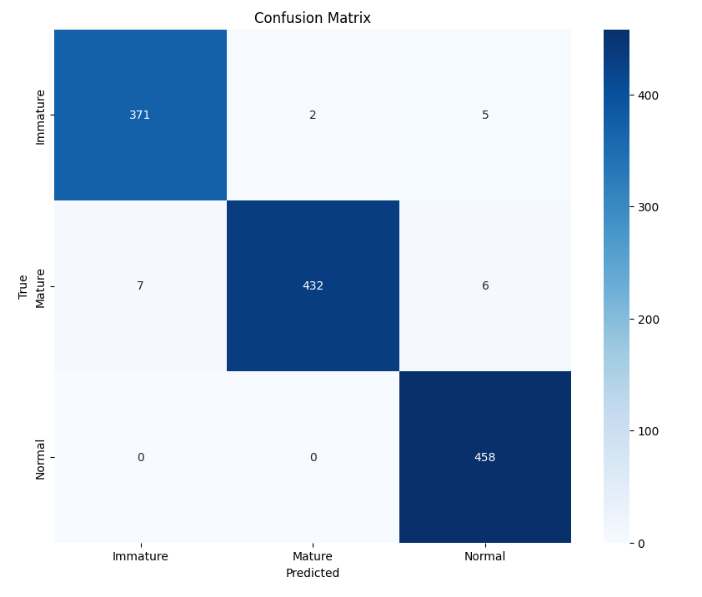 Confusion Matrix
Immature
371
2
5
400
300
True
Mature
7
432
6
200
100
Normal
0
0
458
0
Immature
Mature
Normal
Predicted